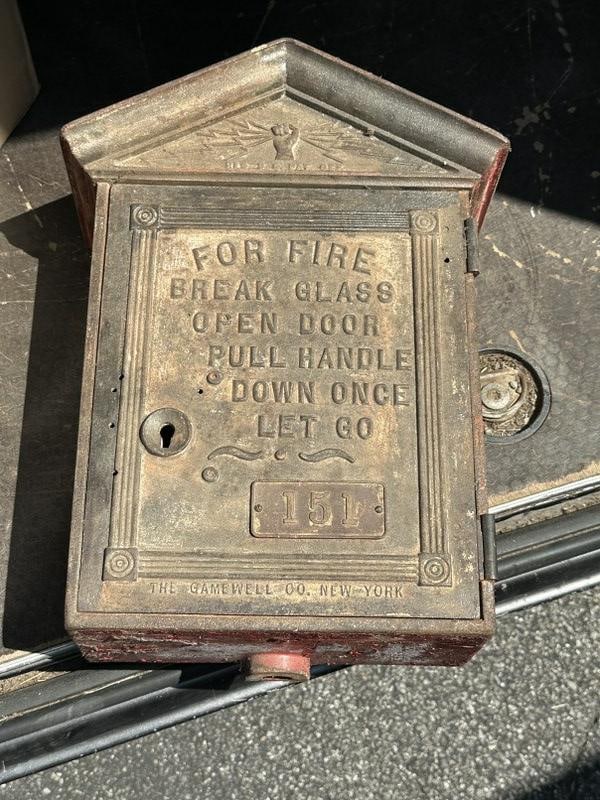 FOR FIRE
BREAK GLASS
OPEN DOOR
PULL HANDLE
DOWN ONCE
LET GO
151
THE GAMEWELL CO. NEW-YORK